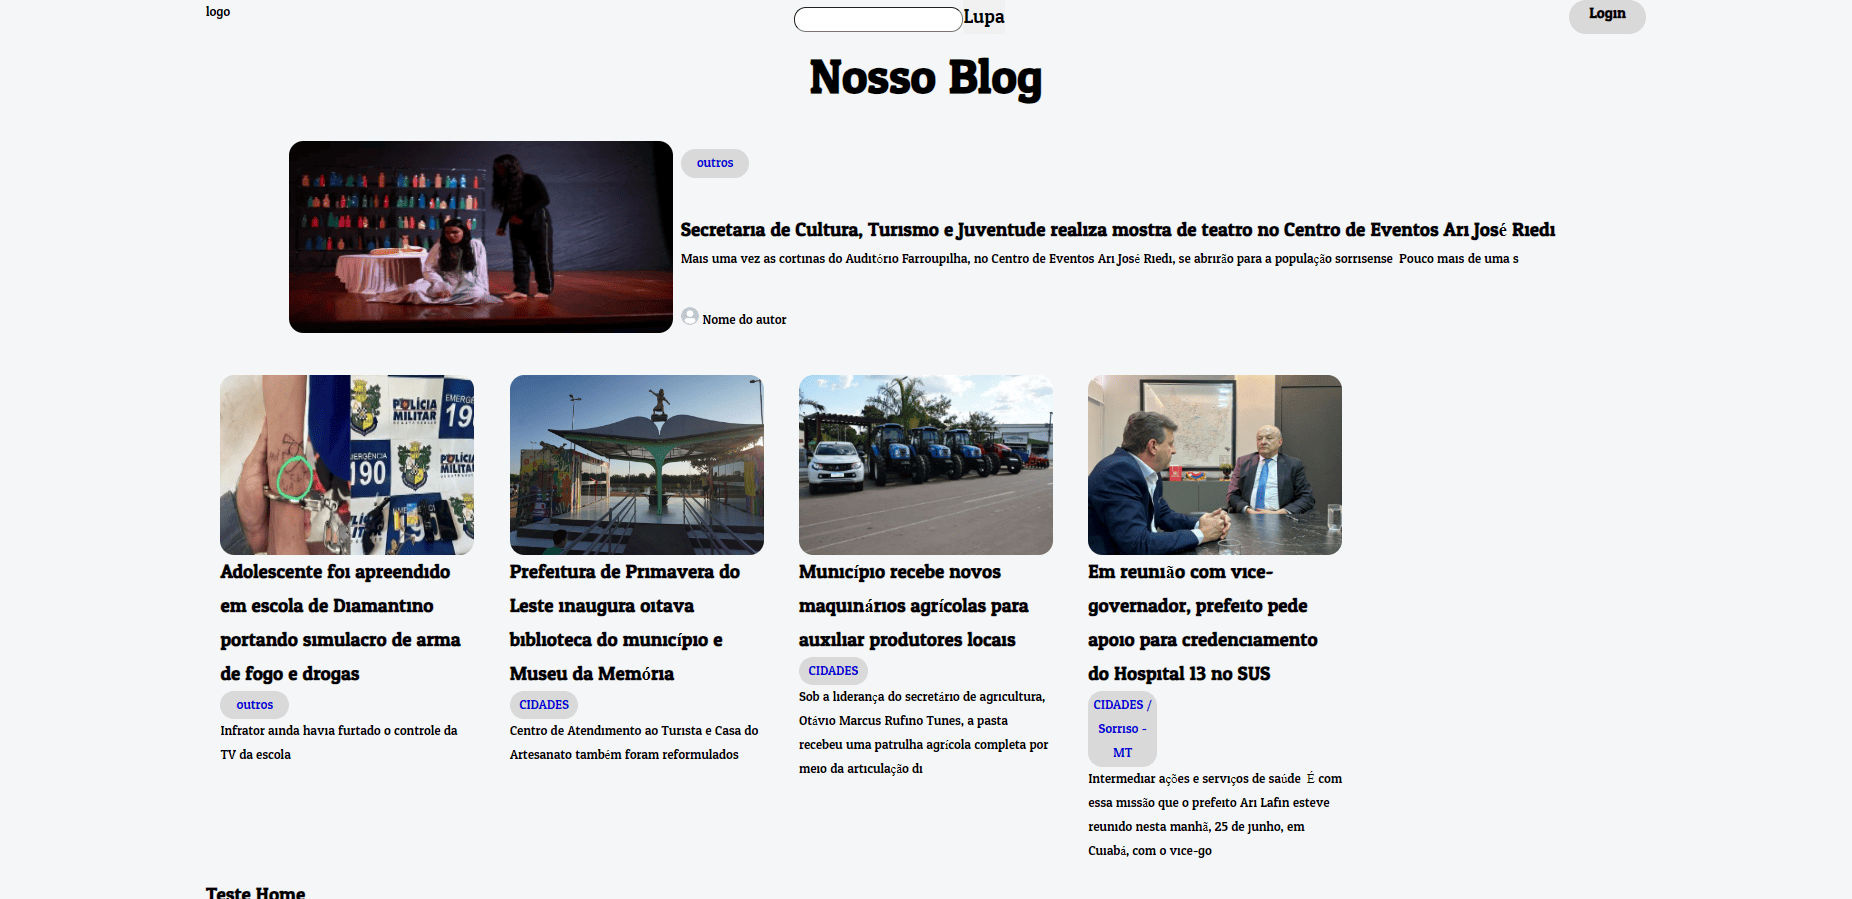 logo
Lupa
Login
Nosso Blog
outros
Secretaria de Cultura, Turismo e Juventude realiza mostra de teatro no Centro de Eventos Ari José Riedi
Mais uma vez as cortinas do Auditório Farroupilha, no Centro de Eventos Ari José Riedi, se abrirão para a população sorrisense Pouco mais de uma s
Nome do autor
POLÍCIA
MILITAR
EMERGÊ
19
MERGÊNCIA
190
POLÍC
MILITA
Adolescente foi apreendido
em escola de Diamantino
portando simulacro de arma
de fogo e drogas
outros
Infrator ainda havia furtado o controle da
TV da escola
Prefeitura de Primavera do
Leste inaugura oitava
biblioteca do município e
Museu da Memória
CIDADES
Centro de Atendimento ao Turista e Casa do
Artesanato também foram reformulados
Município recebe novos
maquinários agrícolas para
auxiliar produtores locais
CIDADES
Sob a liderança do secretário de agricultura,
Otávio Marcus Rufino Tunes, a pasta
recebeu uma patrulha agrícola completa por
meio da articulação di
Em reunião com vice-
governador, prefeito pede
apoio para credenciamento
do Hospital 13 no SUS
CIDADES /
Sorriso -
MT
Intermediar ações e serviços de saúde É com
essa missão que o prefeito Ari Lafin esteve
reunido nesta manhã, 25 de junho, em
Cuiabá, com o vice-go
Teste Home